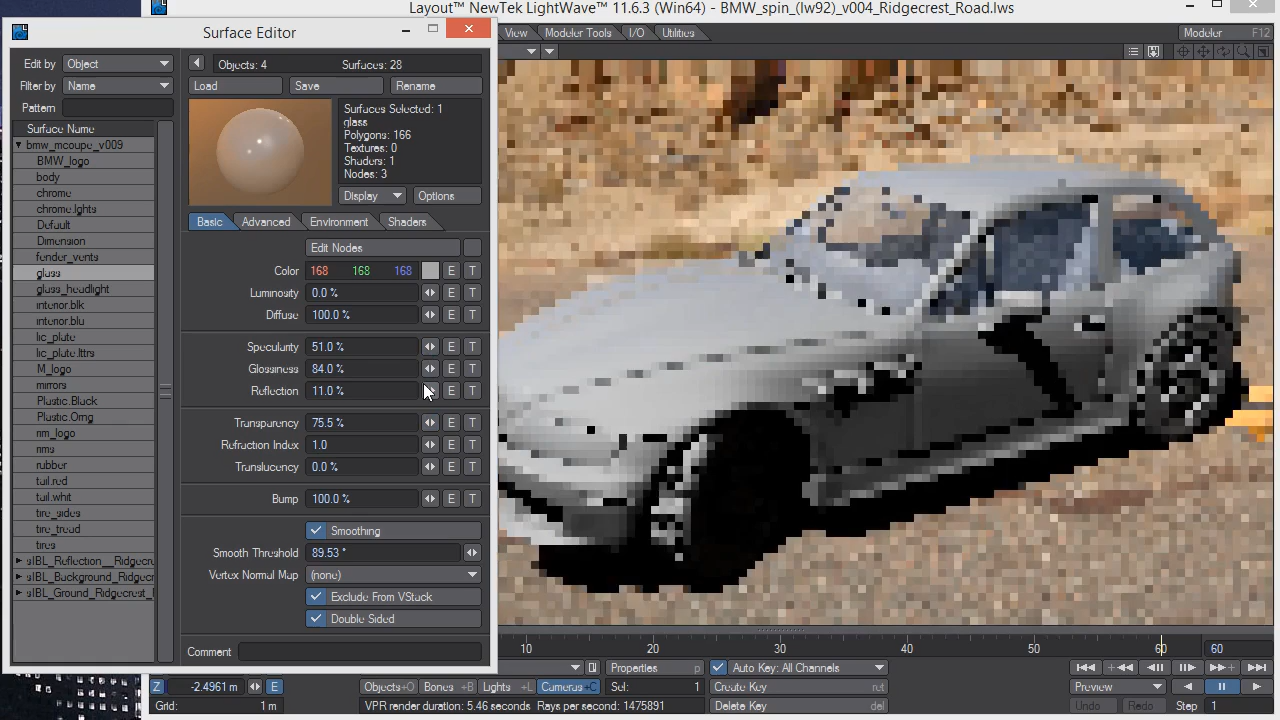 Layout™ NewTek LightWave™ 11.6.3 (Win64) - BMW_spin_(lw92)_v004_Ridgecrest_Road.lws
Surface Editor
View
Modeler Tools
I/O
Utilities
Modeler F12
Edit by Object
Filter by Name
Pattern
Surface Name
bmw_mcoupe_v009
BMW_logo
body
chrome
chrome.lghts
Default
Dimension
fender_vents
glass
glass_headlight
interior.blk
interior.blu
lic_plate
lic_plate.lttrs
M_logo
mirrors
Plastic.Black
Plastic.Orng
rim_logo
rims
rubber
tail.red
tail.wht
tire_sides
tire_tread
tires
sIBL_Reflection__Ridgecr
sIBL_Background_Ridgecr
sIBL_Ground_Ridgecrest_
Objects: 4 Surfaces: 28
Load Save Rename
Surfaces Selected: 1
glass
Polygons: 166
Textures: 0
Shaders: 1
Nodes: 3
Display Options
Basic Advanced Environment Shaders
Edit Nodes
Color 168 168 168 E T
Luminosity 0.0 % E T
Diffuse 100.0 % E T
Specularity 51.0 % E T
Glossiness 84.0 % E T
Reflection 11.0 % E T
Transparency 75.5 % E T
Refraction Index 1.0 E T
Translucency 0.0 % E T
Bump 100.0 % E T
Smoothing
Smooth Threshold 89.53 °
Vertex Normal Map (none)
Exclude From VStack
Double Sided
Comment
10 20 30 40 50 60 60
Properties p Auto Key: All Channels
Z -2.4961 m E Objects+O Bones +B Lights +L Cameras+C Sel: 1 Create Key ret Preview
Grid: 1 m VPR render duration: 5.46 seconds Rays per second: 1475891 Delete Key del Undo Redo Step 1